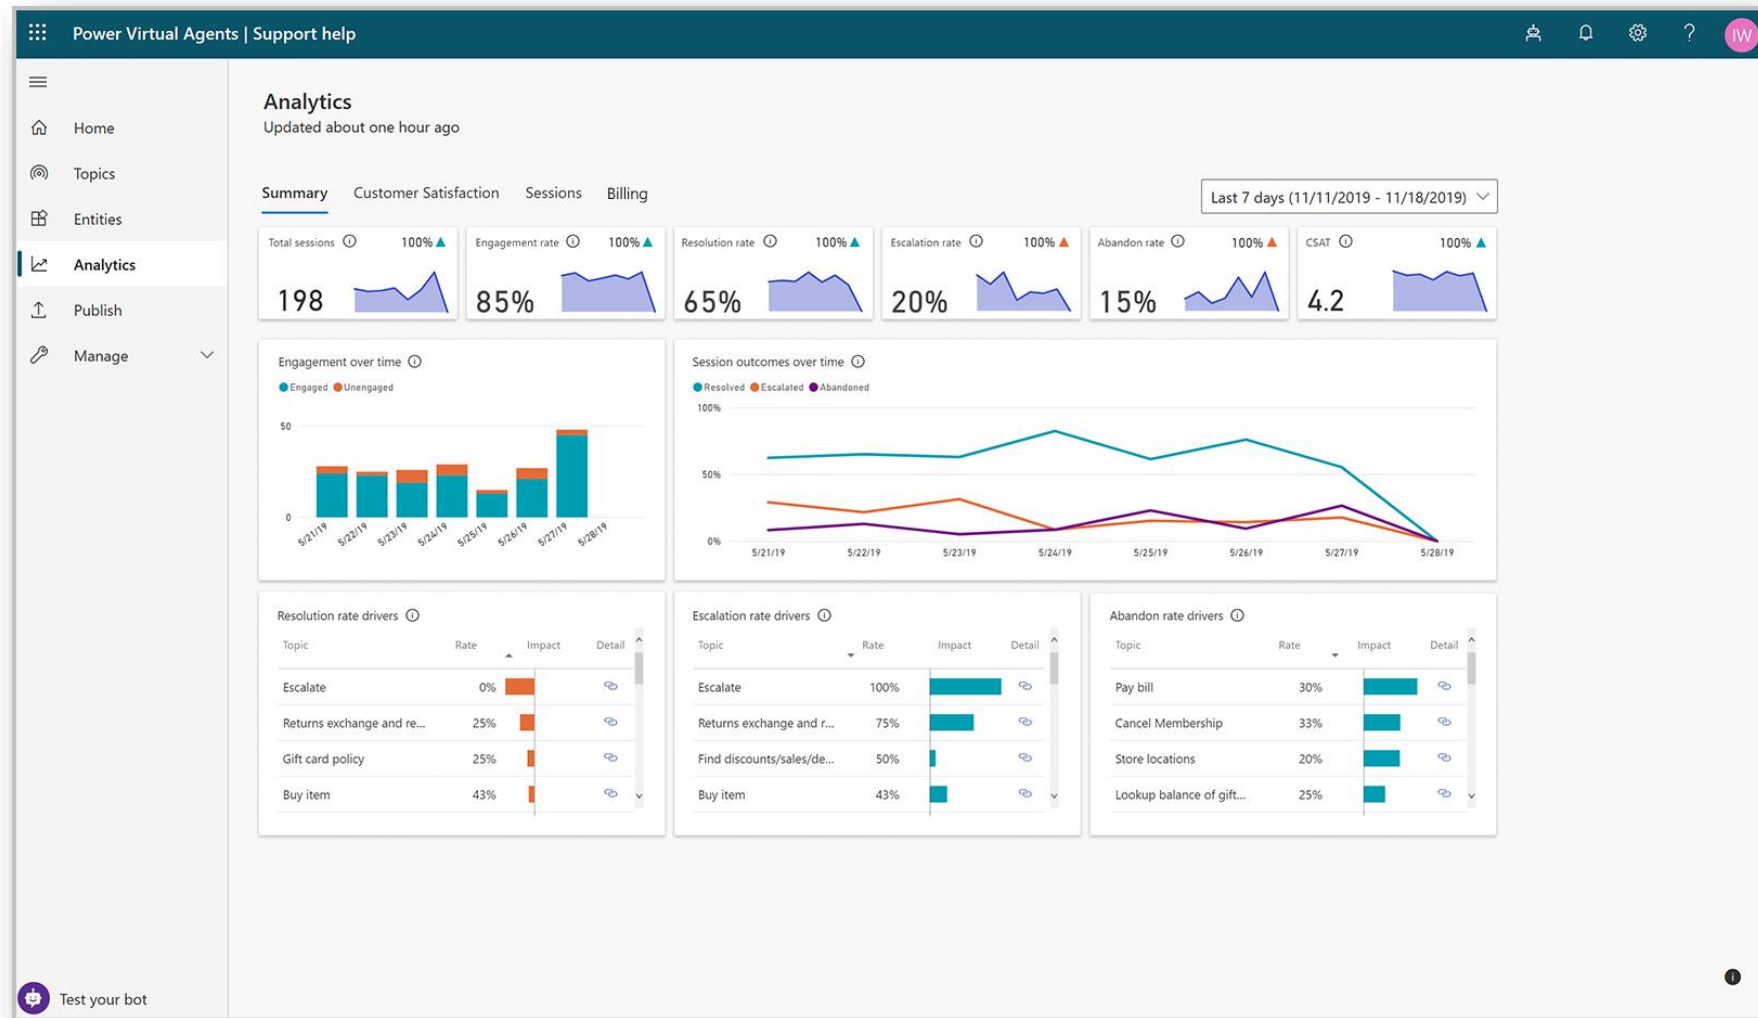 Power Virtual Agents | Support help
IW
Home
Topics
Entities
Analytics
Publish
Manage
Test your bot
Analytics
Updated about one hour ago
Summary Customer Satisfaction Sessions Billing
Last 7 days (11/11/2019 - 11/18/2019)
Total sessions 100%
198
Engagement rate 100%
85%
Resolution rate 100%
65%
Escalation rate 100%
20%
Abandon rate 100%
15%
CSAT 100%
4.2
Engagement over time
Engaged Unengaged
50
0
5/21/19 5/22/19 5/23/19 5/24/19 5/25/19 5/26/19 5/27/19 5/28/19
Session outcomes over time
Resolved Escalated Abandoned
100%
50%
0%
5/21/19 5/22/19 5/23/19 5/24/19 5/25/19 5/26/19 5/27/19 5/28/19
Resolution rate drivers
Topic Rate Impact Detail
Escalate 0%
Returns exchange and re... 25%
Gift card policy 25%
Buy item 43%
Escalation rate drivers
Topic Rate Impact Detail
Escalate 100%
Returns exchange and r... 75%
Find discounts/sales/de... 50%
Buy item 43%
Abandon rate drivers
Topic Rate Impact Detail
Pay bill 30%
Cancel Membership 33%
Store locations 20%
Lookup balance of gift... 25%